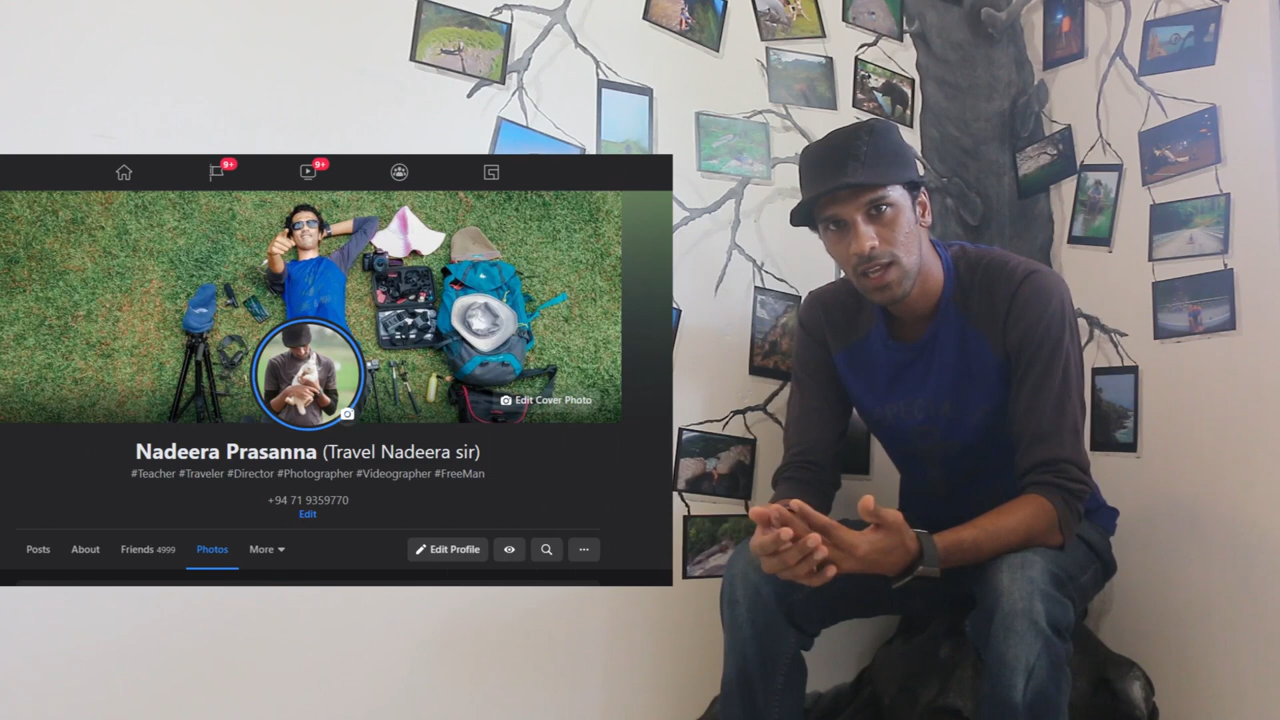 9+
9+
Edit Cover Photo
Nadeera Prasanna (Travel Nadeera sir)
#Teacher #Traveler #Director #Photographer #Videographer #FreeMan
+94 71 9359770
Edit
Posts About Friends 4999 Photos More Edit Profile ...